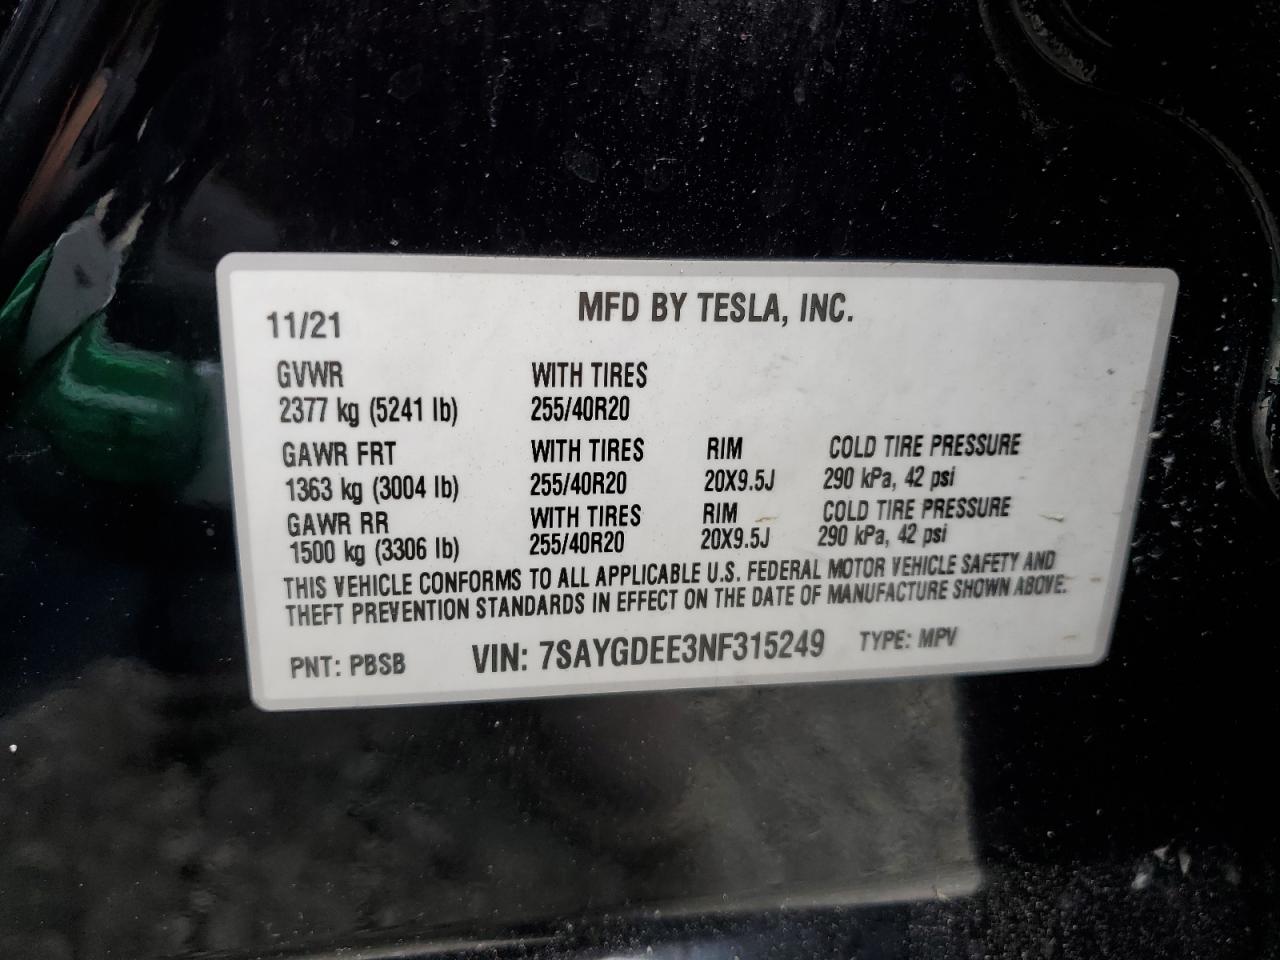 MFD BY TESLA, INC.
11/21
GVWR WITH TIRES
2377 kg (5241 lb) 255/40R20
GAWR FRT WITH TIRES RIM COLD TIRE PRESSURE
1363 kg (3004 lb) 255/40R20 20X9.5J 290 kPa, 42 psi
GAWR RR WITH TIRES RIM COLD TIRE PRESSURE
1500 kg (3306 lb) 255/40R20 20X9.5J 290 kPa, 42 psi
THIS VEHICLE CONFORMS TO ALL APPLICABLE U.S. FEDERAL MOTOR VEHICLE SAFETY AND
THEFT PREVENTION STANDARDS IN EFFECT ON THE DATE OF MANUFACTURE SHOWN ABOVE.
PNT: PBSB VIN: 7SAYGDEE3NF315249 TYPE: MPV